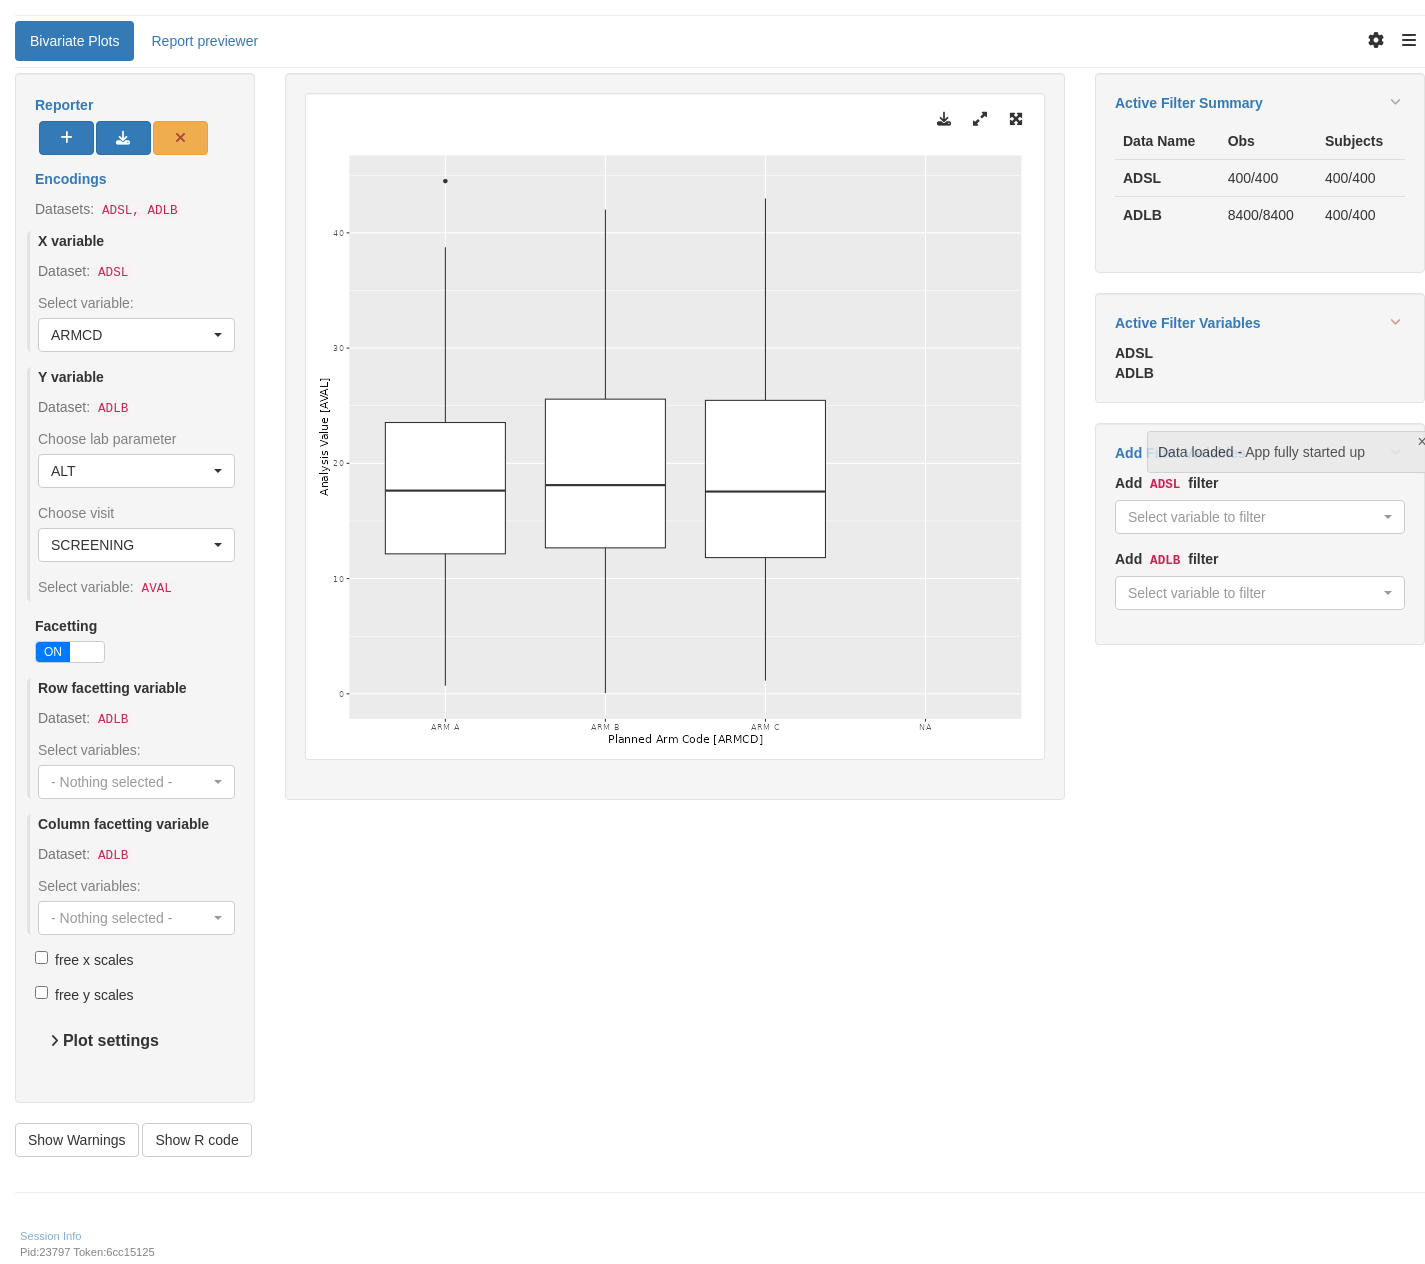 Bivariate Plots
Report previewer
Reporter
Encodings
Datasets: ADSL, ADLB
X variable
Dataset: ADSL
Select variable:
ARMCD
Y variable
Dataset: ADLB
Choose lab parameter
ALT
Choose visit
SCREENING
Select variable: AVAL
Facetting
ON
Row facetting variable
Dataset: ADLB
Select variables:
- Nothing selected -
Column facetting variable
Dataset: ADLB
Select variables:
- Nothing selected -
free x scales
free y scales
Plot settings
Show Warnings
Show R code
Analysis Value [AVAL]
40
30
20
10
0
ARM A
ARM B
ARM C
NA
Planned Arm Code [ARMCD]
Active Filter Summary
Data Name Obs Subjects
ADSL 400/400 400/400
ADLB 8400/8400 400/400
Active Filter Variables
ADSL
ADLB
Add
Data loaded - App fully started up
×
Add ADSL filter
Select variable to filter
Add ADLB filter
Select variable to filter
Session Info
Pid:23797 Token:6cc15125